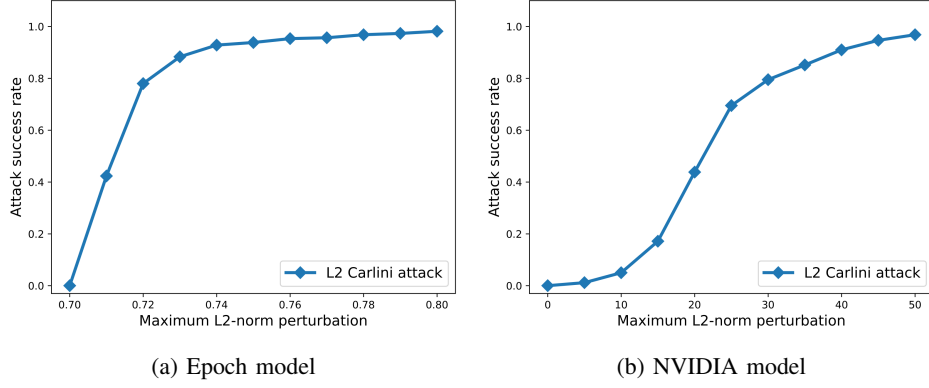 1.0
0.8
0.6
0.4
0.2
0.0
Attack success rate
0.70 0.72 0.74 0.76 0.78 0.80
Maximum L2-norm perturbation
L2 Carlini attack
(a) Epoch model
1.0
0.8
0.6
0.4
0.2
0.0
Attack success rate
0 10 20 30 40 50
Maximum L2-norm perturbation
L2 Carlini attack
(b) NVIDIA model